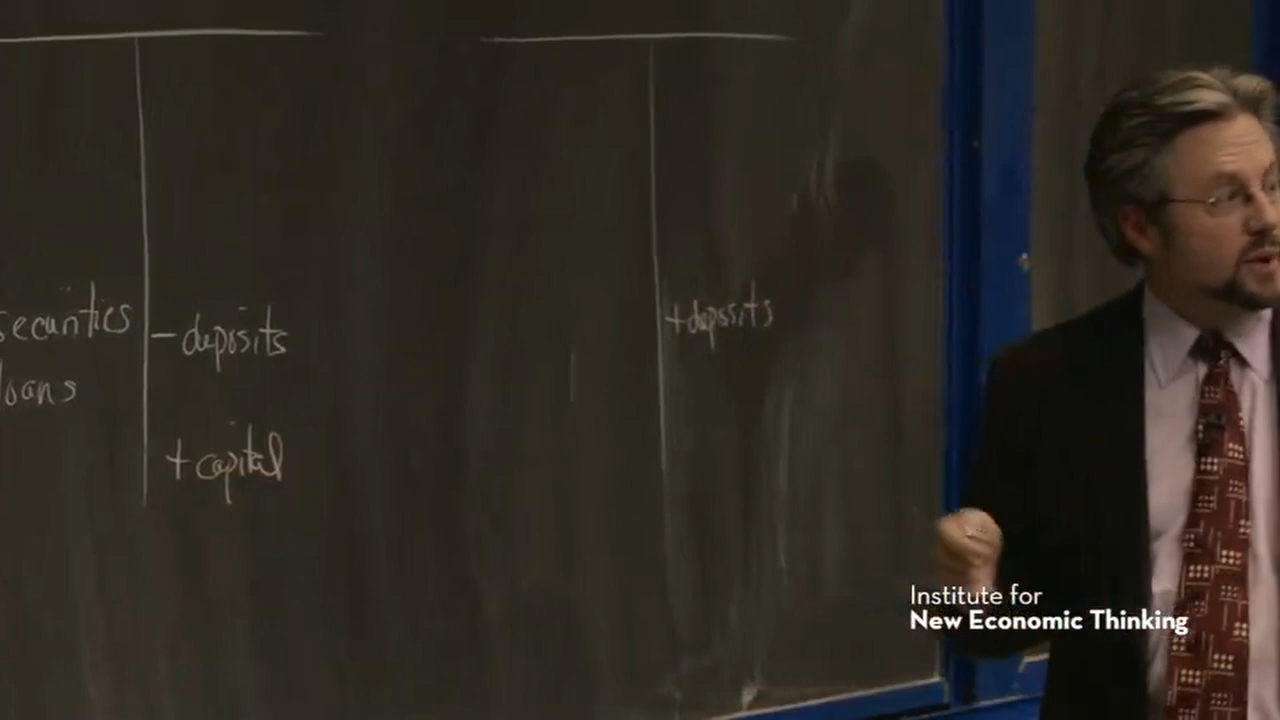 securities
loans
- deposits
+ capital
+ deposits
Institute for
New Economic Thinking